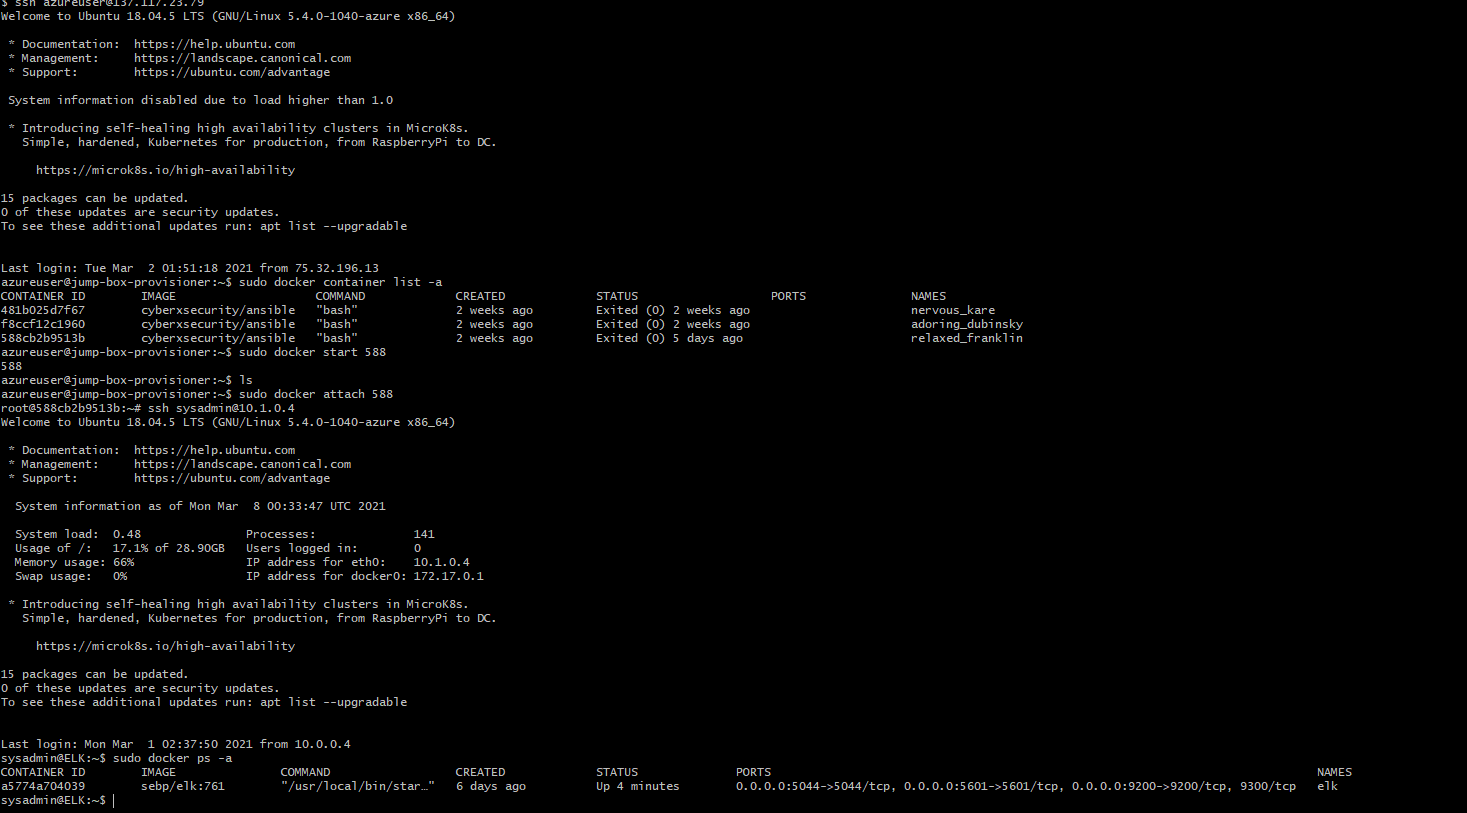 $ ssh azureuser@137.117.23.79
Welcome to Ubuntu 18.04.5 LTS (GNU/Linux 5.4.0-1040-azure x86_64)
* Documentation:  https://help.ubuntu.com
* Management:     https://landscape.canonical.com
* Support:        https://ubuntu.com/advantage
System information disabled due to load higher than 1.0
* Introducing self-healing high availability clusters in MicroK8s.
Simple, hardened, Kubernetes for production, from RaspberryPi to DC.
https://microk8s.io/high-availability
15 packages can be updated.
0 of these updates are security updates.
To see these additional updates run: apt list --upgradable
Last login: Tue Mar  2 01:51:18 2021 from 75.32.196.13
azureuser@jump-box-provisioner:~$ sudo docker container list -a
CONTAINER ID        IMAGE                    COMMAND             CREATED             STATUS                   PORTS               NAMES
481b025d7f67        cyberxsecurity/ansible   "bash"              2 weeks ago         Exited (0) 2 weeks ago                       nervous_kare
f8ccf12c1960        cyberxsecurity/ansible   "bash"              2 weeks ago         Exited (0) 2 weeks ago                       adoring_dubinsky
588cb2b9513b        cyberxsecurity/ansible   "bash"              2 weeks ago         Exited (0) 5 days ago                        relaxed_franklin
azureuser@jump-box-provisioner:~$ sudo docker start 588
588
azureuser@jump-box-provisioner:~$ ls
azureuser@jump-box-provisioner:~$ sudo docker attach 588
root@588cb2b9513b:~# ssh sysadmin@10.1.0.4
Welcome to Ubuntu 18.04.5 LTS (GNU/Linux 5.4.0-1040-azure x86_64)
* Documentation:  https://help.ubuntu.com
* Management:     https://landscape.canonical.com
* Support:        https://ubuntu.com/advantage
System information as of Mon Mar  8 00:33:47 UTC 2021
System load:  0.48               Processes:              141
Usage of /:   17.1% of 28.90GB   Users logged in:        0
Memory usage: 66%                IP address for eth0:    10.1.0.4
Swap usage:   0%                 IP address for docker0: 172.17.0.1
* Introducing self-healing high availability clusters in MicroK8s.
Simple, hardened, Kubernetes for production, from RaspberryPi to DC.
https://microk8s.io/high-availability
15 packages can be updated.
0 of these updates are security updates.
To see these additional updates run: apt list --upgradable
Last login: Mon Mar  1 02:37:50 2021 from 10.0.0.4
sysadmin@ELK:~$ sudo docker ps -a
CONTAINER ID        IMAGE               COMMAND                  CREATED             STATUS              PORTS                                                                              NAMES
a5774a704039        sebp/elk:761        "/usr/local/bin/star…"   6 days ago          Up 4 minutes        0.0.0.0:5044->5044/tcp, 0.0.0.0:5601->5601/tcp, 0.0.0.0:9200->9200/tcp, 9300/tcp   elk
sysadmin@ELK:~$